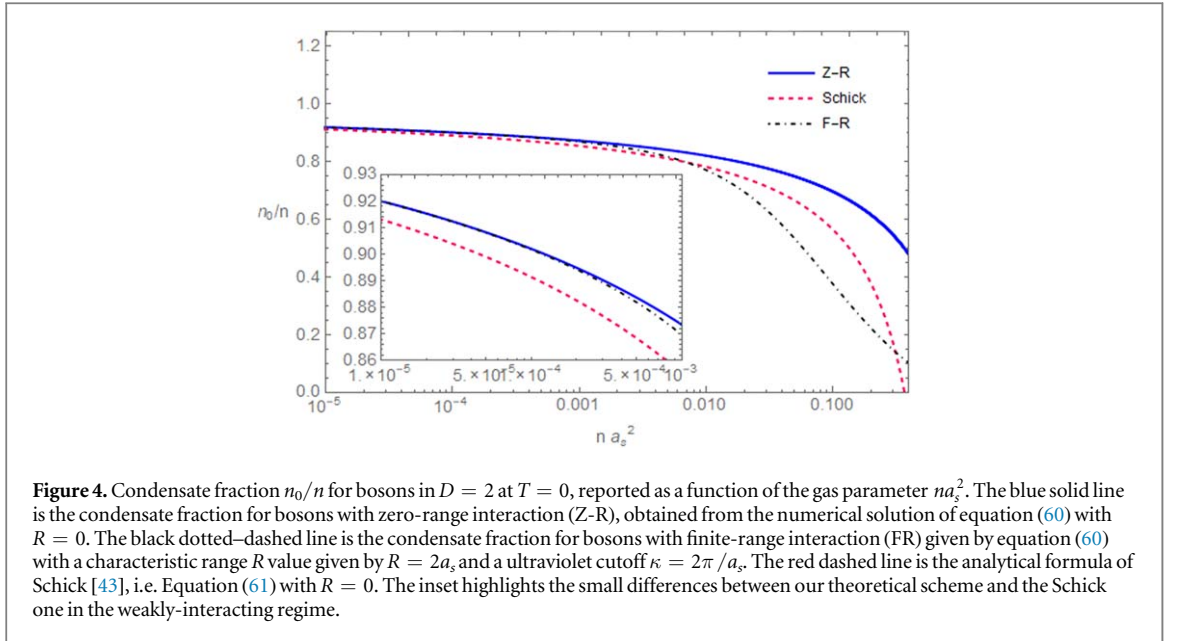 1.2
1.0
0.8
n₀/n 0.6
0.4
0.2
0.0
Z-R
Schick
F-R
0.93
0.92
0.91
0.90
0.89
0.88
0.87
0.86
1.×10⁻⁵ 5.×10⁻⁵ 1.×10⁻⁴ 5.×10⁻⁴ 10⁻³
10⁻⁵ 10⁻⁴ 0.001 0.010 0.100
n aₛ²
Figure 4. Condensate fraction n₀/n for bosons in D = 2 at T = 0, reported as a function of the gas parameter naₛ². The blue solid line
is the condensate fraction for bosons with zero-range interaction (Z-R), obtained from the numerical solution of equation (60) with
R = 0. The black dotted–dashed line is the condensate fraction for bosons with finite-range interaction (FR) given by equation (60)
with a characteristic range R value given by R = 2aₛ and a ultraviolet cutoff κ = 2π/aₛ. The red dashed line is the analytical formula of
Schick [43], i.e. Equation (61) with R = 0. The inset highlights the small differences between our theoretical scheme and the Schick
one in the weakly-interacting regime.